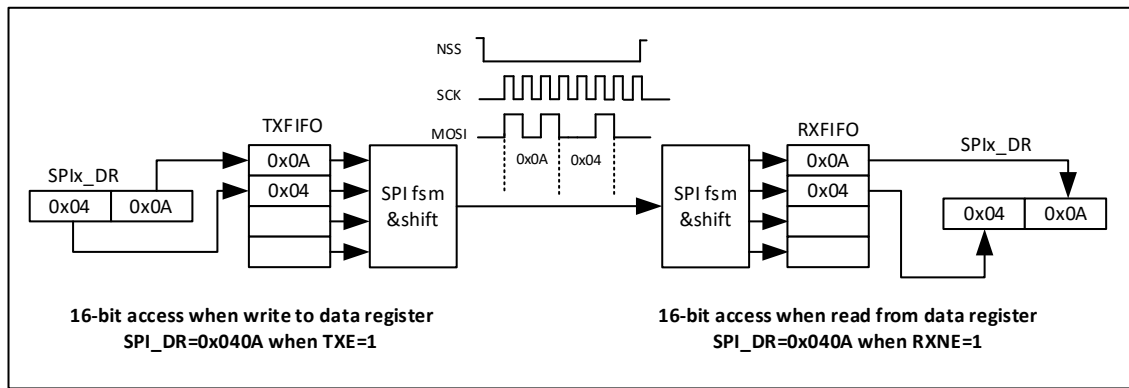 NSS
SCK
MOSI
0x0A
0x04
TXFIFO
0x0A
0x04
SPIx_DR
0x04
0x0A
SPI fsm
&shift
SPI fsm
&shift
RXFIFO
0x0A
0x04
SPIx_DR
0x04
0x0A
16-bit access when write to data register
SPI_DR=0x040A when TXE=1
16-bit access when read from data register
SPI_DR=0x040A when RXNE=1